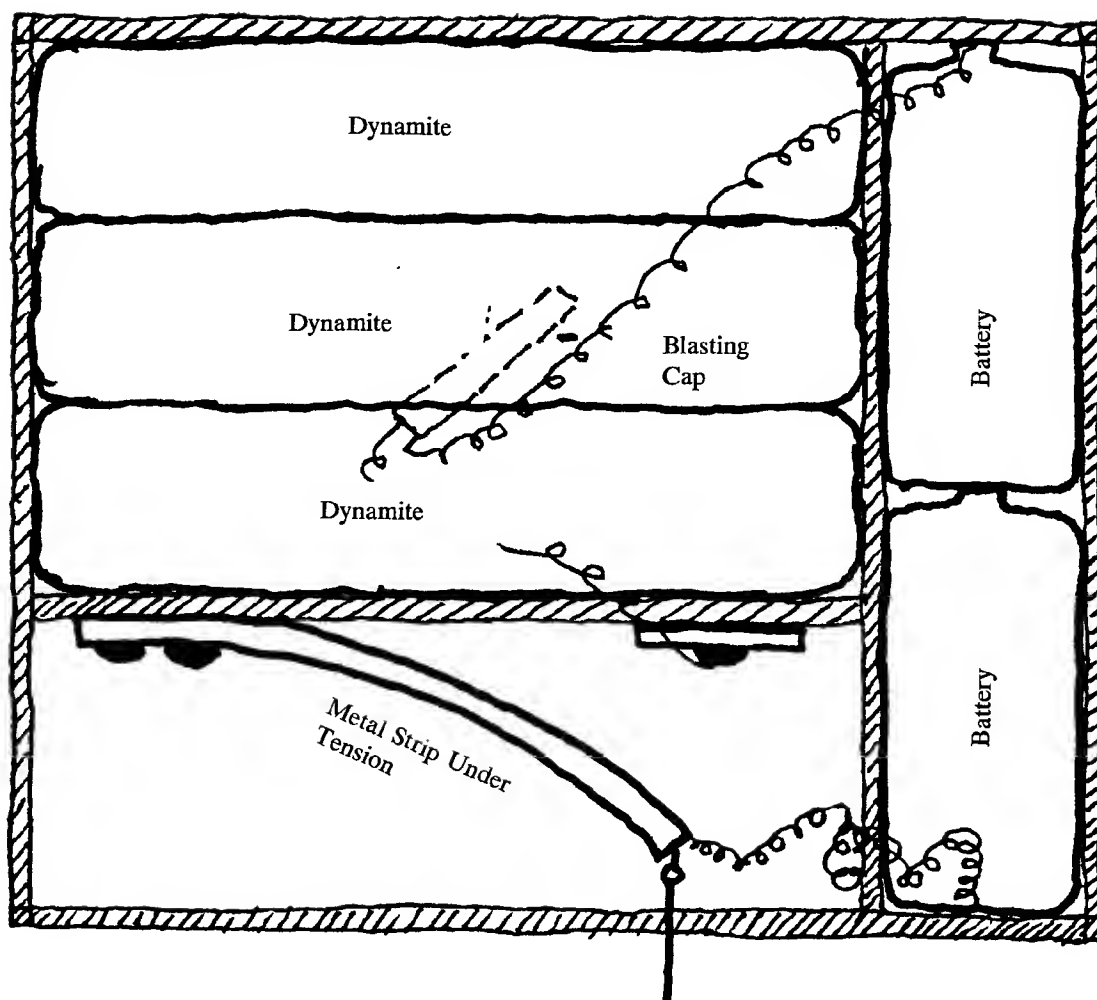 Dynamite
Dynamite
Blasting
Cap
Battery
Dynamite
Metal Strip Under
Tension
Battery